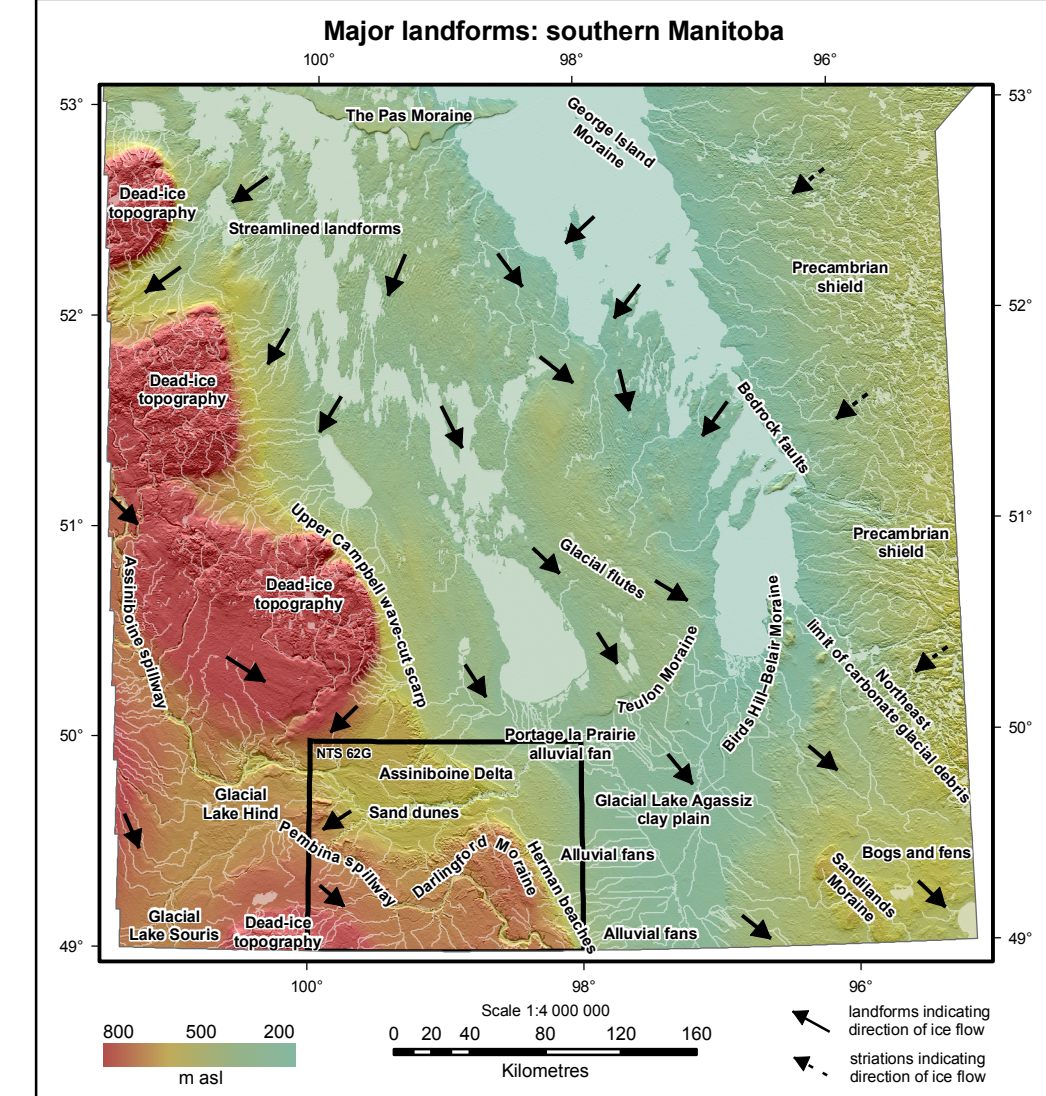 Major landforms: southern Manitoba
100°
98°
96°
53°
53°
The Pas Moraine
George Island
Moraine
Dead-ice
topography
Streamlined landforms
Precambrian
shield
52°
52°
Dead-ice
topography
Bedrock faults
51°
51°
Upper Campbell wave-cut scarp
Precambrian
shield
Glacial flutes
Assiniboine spillway
Dead-ice
topography
Teulon Moraine
Birds Hill–Belair Moraine
limit of carbonate glacial debris
Northeast
50°
50°
Portage la Prairie
alluvial fan
NTS 62G
Assiniboine Delta
Glacial
Lake Hind
Sand dunes
Glacial Lake Agassiz
clay plain
Pembina spillway
Darlingford Moraine
Herman beaches
Alluvial fans
Bogs and fens
Sandilands
Moraine
Glacial
Lake Souris
Dead-ice
topography
Alluvial fans
49°
49°
100°
98°
96°
800 500 200
m asl
Scale 1:4 000 000
0 20 40 80 120 160
Kilometres
landforms indicating
direction of ice flow
striations indicating
direction of ice flow